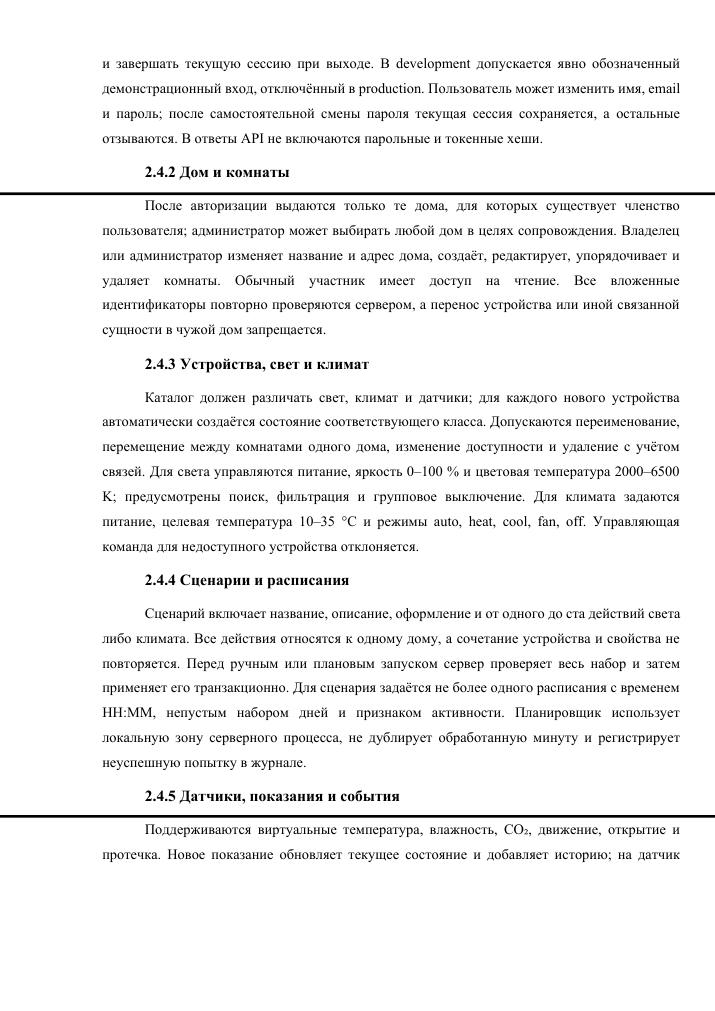 и завершать текущую сессию при выходе. В development допускается явно обозначенный
демонстрационный вход, отключённый в production. Пользователь может изменить имя, email
и пароль; после самостоятельной смены пароля текущая сессия сохраняется, а остальные
отзываются. В ответы API не включаются парольные и токенные хеши.
2.4.2 Дом и комнаты
После авторизации выдаются только те дома, для которых существует членство
пользователя; администратор может выбирать любой дом в целях сопровождения. Владелец
или администратор изменяет название и адрес дома, создаёт, редактирует, упорядочивает и
удаляет комнаты. Обычный участник имеет доступ на чтение. Все вложенные
идентификаторы повторно проверяются сервером, а перенос устройства или иной связанной
сущности в чужой дом запрещается.
2.4.3 Устройства, свет и климат
Каталог должен различать свет, климат и датчики; для каждого нового устройства
автоматически создаётся состояние соответствующего класса. Допускаются переименование,
перемещение между комнатами одного дома, изменение доступности и удаление с учётом
связей. Для света управляются питание, яркость 0–100 % и цветовая температура 2000–6500
K; предусмотрены поиск, фильтрация и групповое выключение. Для климата задаются
питание, целевая температура 10–35 °C и режимы auto, heat, cool, fan, off. Управляющая
команда для недоступного устройства отклоняется.
2.4.4 Сценарии и расписания
Сценарий включает название, описание, оформление и от одного до ста действий света
либо климата. Все действия относятся к одному дому, а сочетание устройства и свойства не
повторяется. Перед ручным или плановым запуском сервер проверяет весь набор и затем
применяет его транзакционно. Для сценария задаётся не более одного расписания с временем
HH:MM, непустым набором дней и признаком активности. Планировщик использует
локальную зону серверного процесса, не дублирует обработанную минуту и регистрирует
неуспешную попытку в журнале.
2.4.5 Датчики, показания и события
Поддерживаются виртуальные температура, влажность, CO₂, движение, открытие и
протечка. Новое показание обновляет текущее состояние и добавляет историю; на датчик